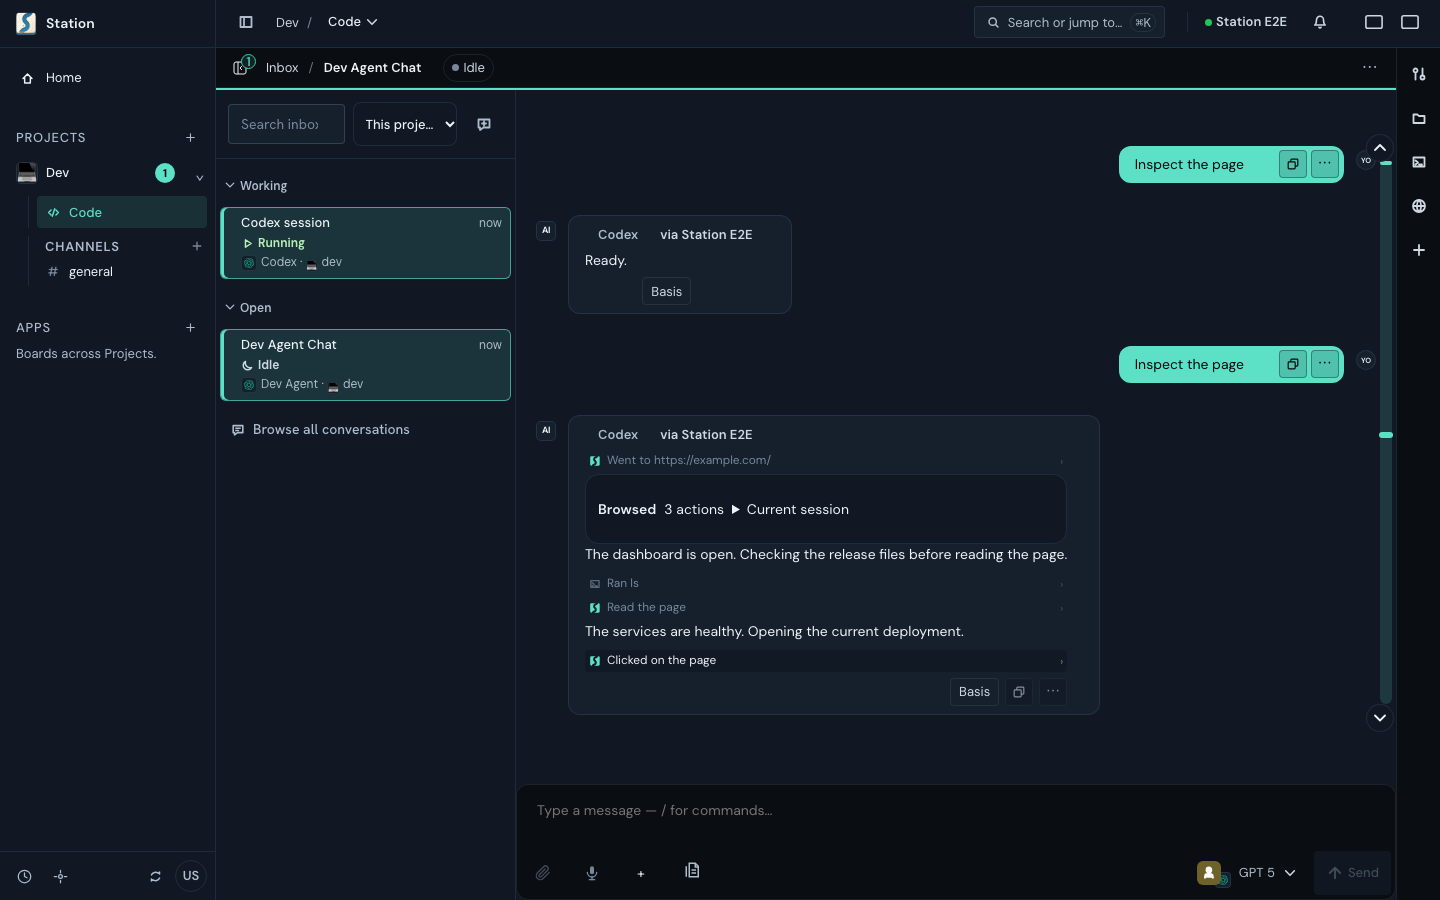 Station
Dev / Code
Search or jump to... ⌘K
Station E2E
Home
PROJECTS
Dev 1
Code
CHANNELS
# general
APPS
Boards across Projects.
US
1
Inbox / Dev Agent Chat
Idle
Search inbox
This proje...
Working
Codex session now
Running
Codex · dev
Open
Dev Agent Chat now
Idle
Dev Agent · dev
Browse all conversations
Inspect the page
YO
AI
Codex via Station E2E
Ready.
Basis
Inspect the page
YO
AI
Codex via Station E2E
Went to https://example.com/
Browsed 3 actions ▶ Current session
The dashboard is open. Checking the release files before reading the page.
Ran ls
Read the page
The services are healthy. Opening the current deployment.
Clicked on the page
Basis
Type a message — / for commands...
GPT 5
Send